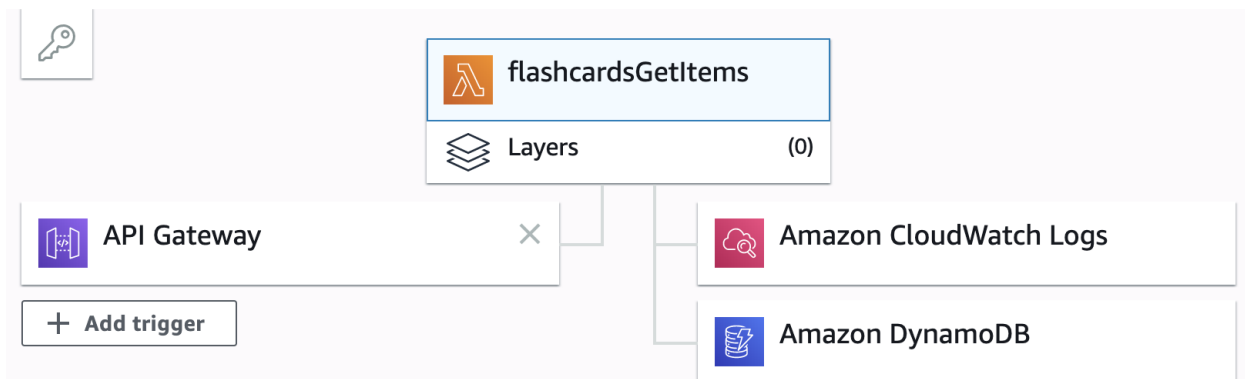 flashcardsGetItems
Layers (0)
API Gateway
Amazon CloudWatch Logs
Add trigger
Amazon DynamoDB